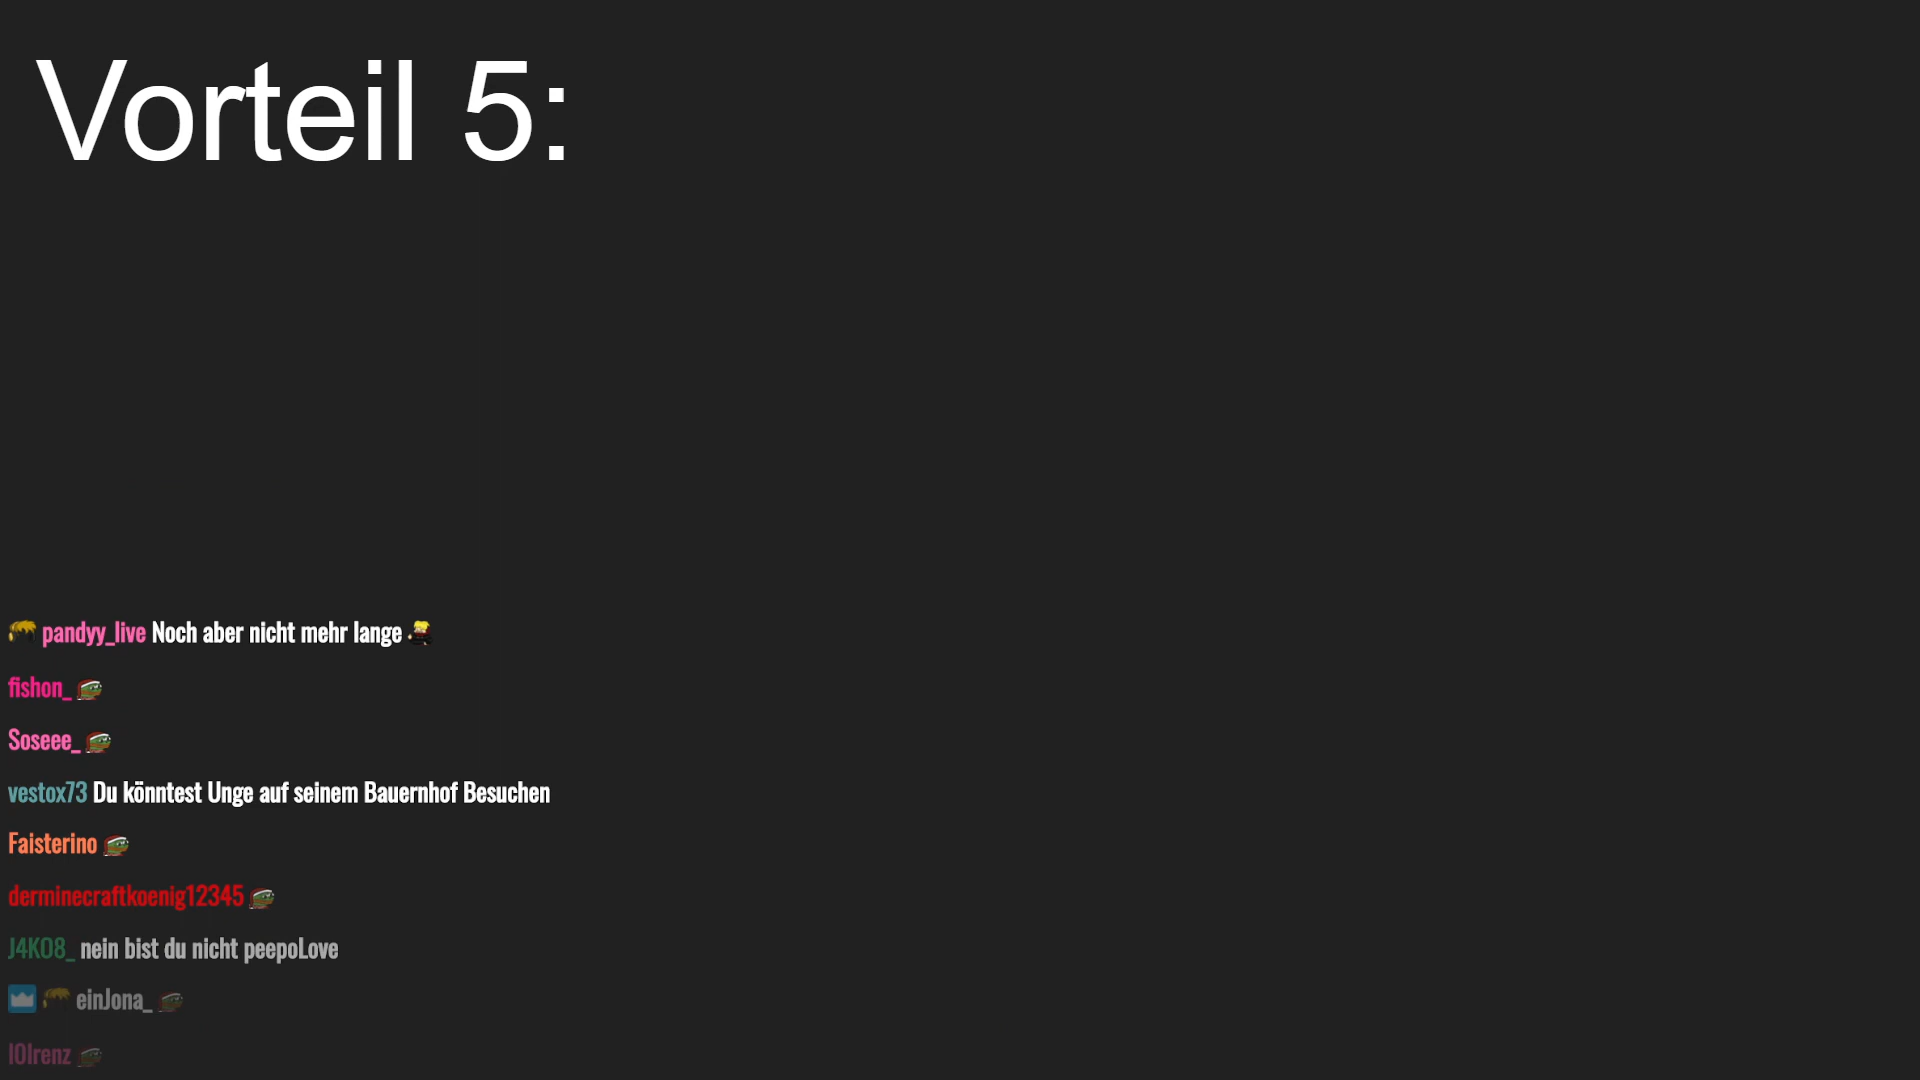 Vorteil 5:
pandyy_live Noch aber nicht mehr lange
fishon_
Soseee_
vestox73 Du könntest Unge auf seinem Bauernhof Besuchen
Faisterino
derminecraftkoenig12345
J4KO8_ nein bist du nicht peepoLove
einJona_
l0lrenz